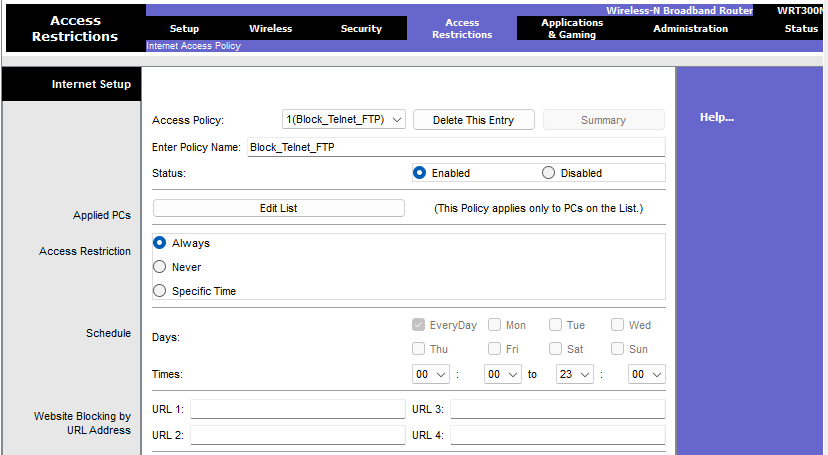 Wireless-N Broadband Router WRT300N
Access Restrictions
Setup Wireless Security Access Restrictions Applications & Gaming Administration Status
Internet Access Policy
Internet Setup
Help...
Access Policy: 1(Block_Telnet_FTP) Delete This Entry Summary
Enter Policy Name: Block_Telnet_FTP
Status: Enabled Disabled
Applied PCs Edit List (This Policy applies only to PCs on the List.)
Access Restriction Always
Never
Specific Time
Schedule Days: EveryDay Mon Tue Wed
Thu Fri Sat Sun
Times: 00 : 00 to 23 : 00
Website Blocking by URL Address
URL 1: URL 3:
URL 2: URL 4: